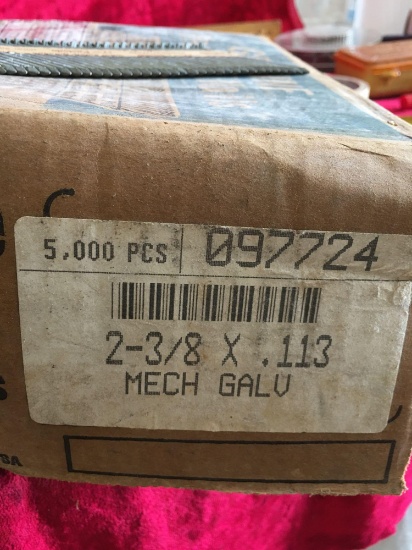 5,000 PCS 097724
2-3/8 X .113
MECH GALV